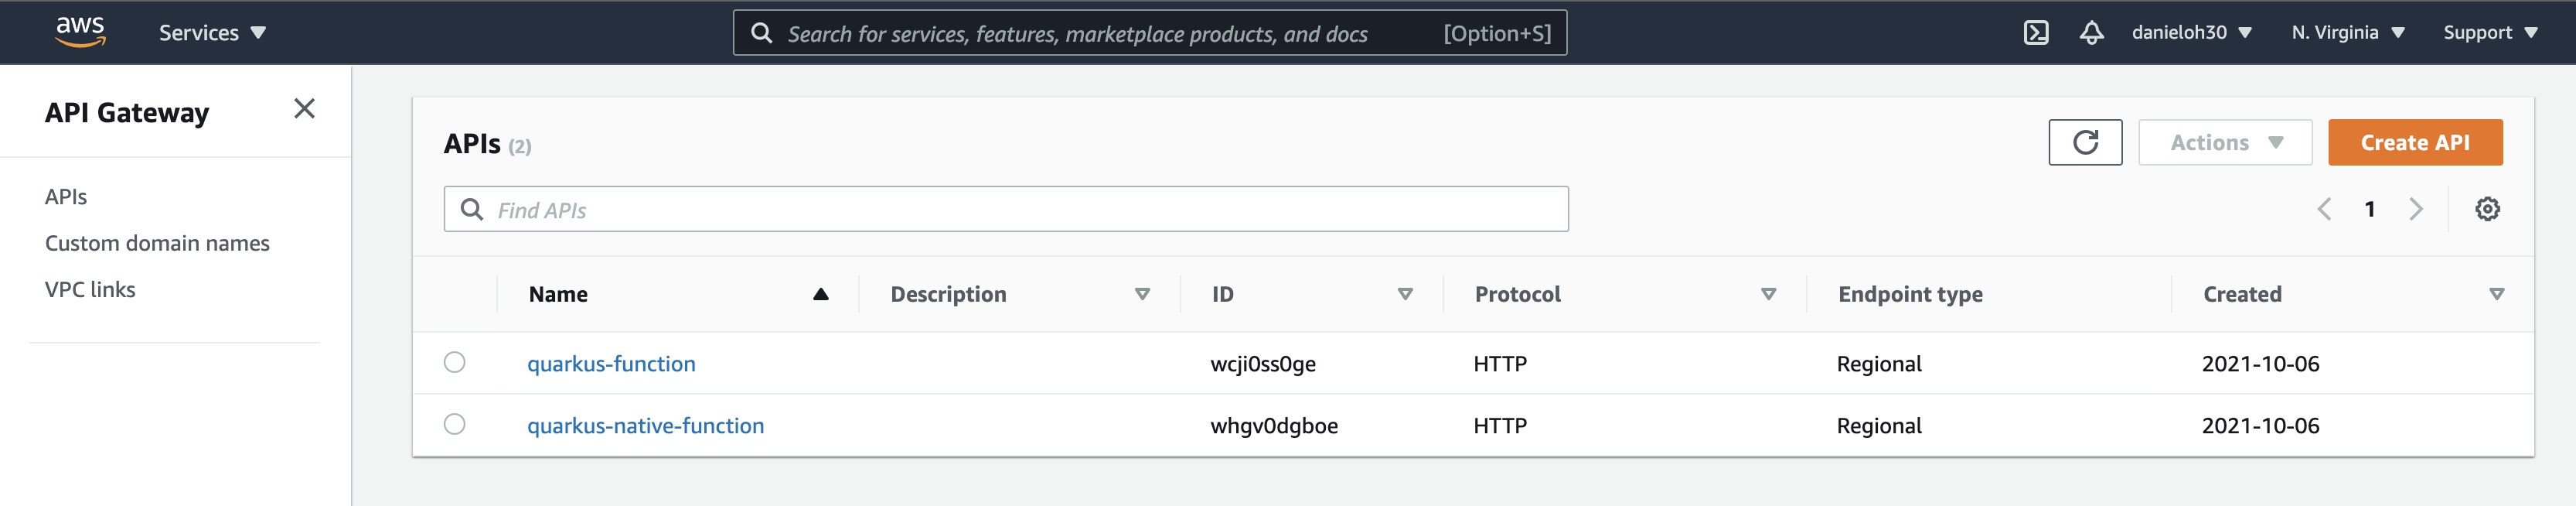 aws Services Search for services, features, marketplace products, and docs [Option+S] danieloh30 N. Virginia Support
API Gateway
APIs
Custom domain names
VPC links
APIs (2) Actions Create API
Find APIs 1
Name Description ID Protocol Endpoint type Created
quarkus-function wcji0ss0ge HTTP Regional 2021-10-06
quarkus-native-function whgv0dgboe HTTP Regional 2021-10-06